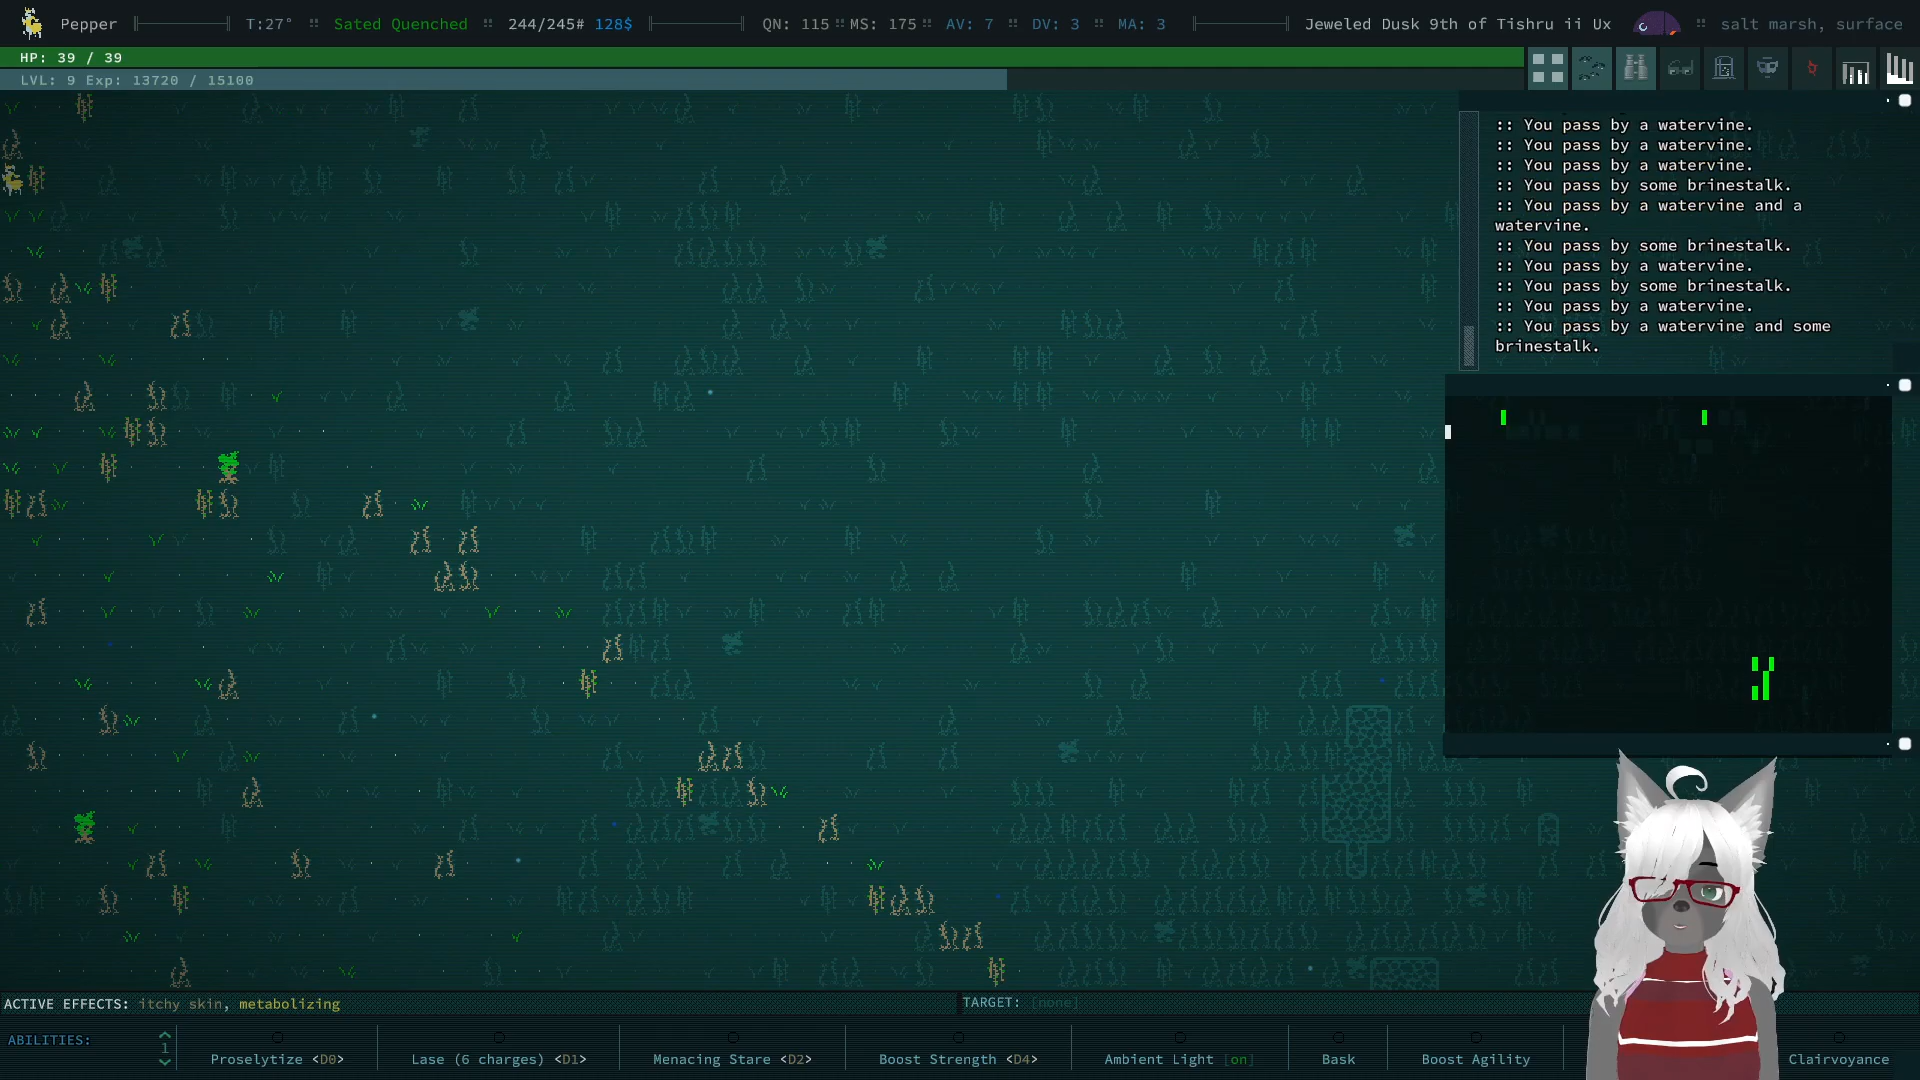 Pepper T:27° Sated Quenched 244/245# 128$ QN: 115 MS: 175 AV: 7 DV: 3 MA: 3 Jeweled Dusk 9th of Tishru ii Ux salt marsh, surface
HP: 39 / 39
LVL: 9 Exp: 13720 / 15100
:: You pass by a watervine.
:: You pass by a watervine.
:: You pass by a watervine.
:: You pass by some brinestalk.
:: You pass by a watervine and a
watervine.
:: You pass by some brinestalk.
:: You pass by a watervine.
:: You pass by some brinestalk.
:: You pass by a watervine.
:: You pass by a watervine and some
brinestalk.
ACTIVE EFFECTS: itchy skin, metabolizing
TARGET: [none]
ABILITIES:
1
Proselytize <D0> Lase (6 charges) <D1> Menacing Stare <D2> Boost Strength <D4> Ambient Light [on] Bask Boost Agility Clairvoyance